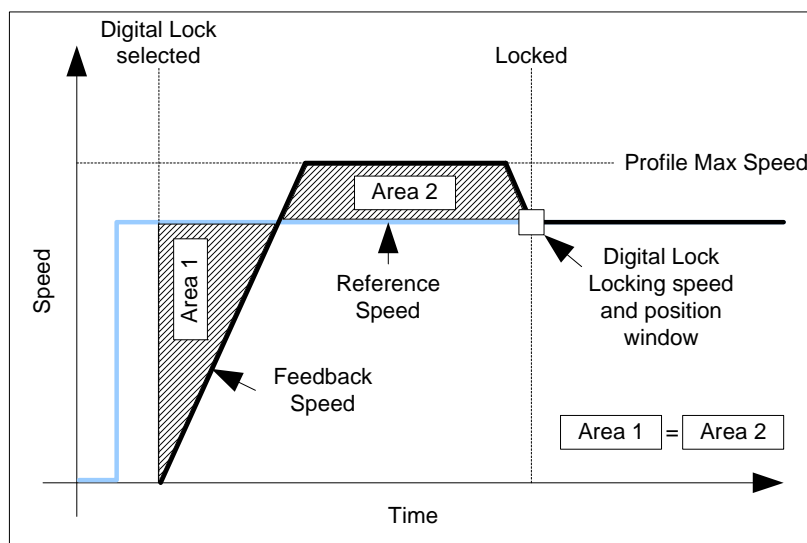 Digital Lock
selected
Locked
Profile Max Speed
Area 2
Area 1
Reference
Speed
Digital Lock
Locking speed
and position
window
Speed
Feedback
Speed
Area 1 = Area 2
Time